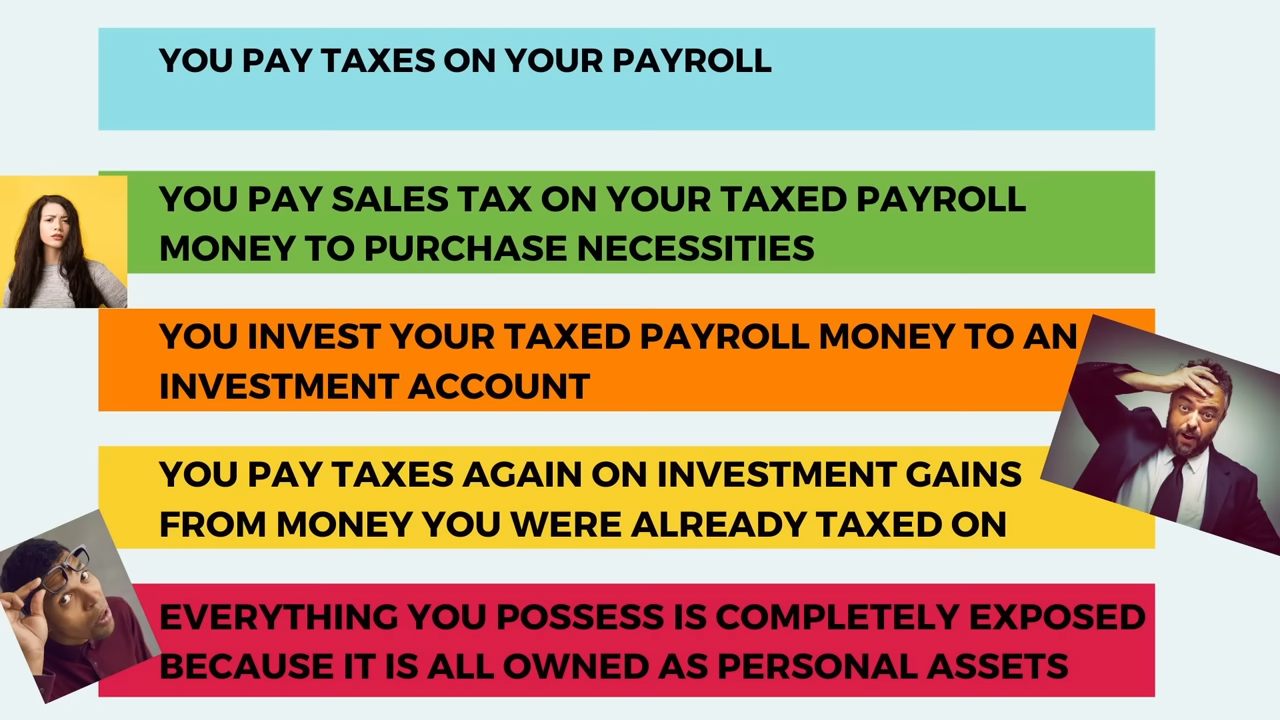 YOU PAY TAXES ON YOUR PAYROLL
YOU PAY SALES TAX ON YOUR TAXED PAYROLL
MONEY TO PURCHASE NECESSITIES
YOU INVEST YOUR TAXED PAYROLL MONEY TO AN
INVESTMENT ACCOUNT
YOU PAY TAXES AGAIN ON INVESTMENT GAINS
FROM MONEY YOU WERE ALREADY TAXED ON
EVERYTHING YOU POSSESS IS COMPLETELY EXPOSED
BECAUSE IT IS ALL OWNED AS PERSONAL ASSETS